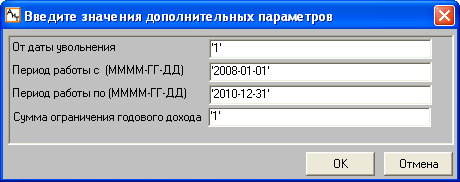 Введите значения дополнительных параметров
От даты увольнения '1'
Период работы с (ММММ-ГГ-ДД) '2008-01-01'
Период работы по (ММММ-ГГ-ДД) '2010-12-31'
Сумма ограничения годового дохода '1'
OK Отмена